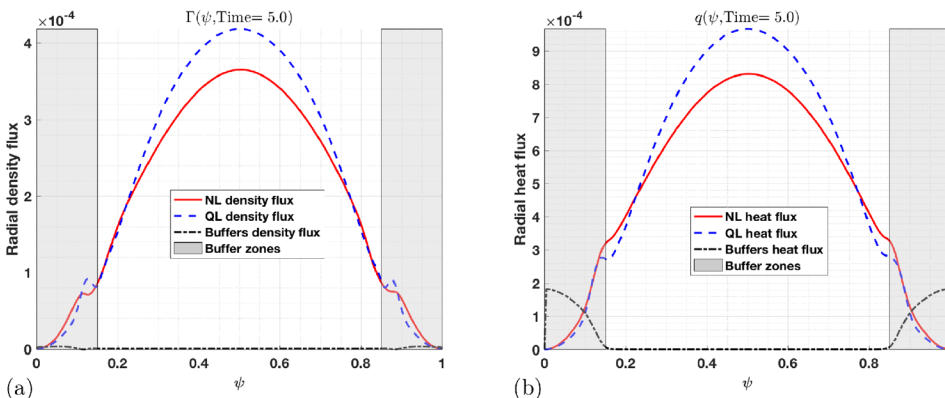 Γ(ψ,Time= 5.0)
×10⁻⁴
4
3
2
1
0
Radial density flux
NL density flux
QL density flux
Buffers density flux
Buffer zones
0 0.2 0.4 0.6 0.8 1
ψ
(a)
q(ψ,Time= 5.0)
×10⁻⁴
9
8
7
6
5
4
3
2
1
0
Radial heat flux
NL heat flux
QL heat flux
Buffers heat flux
Buffer zones
0 0.2 0.4 0.6 0.8
ψ
(b)